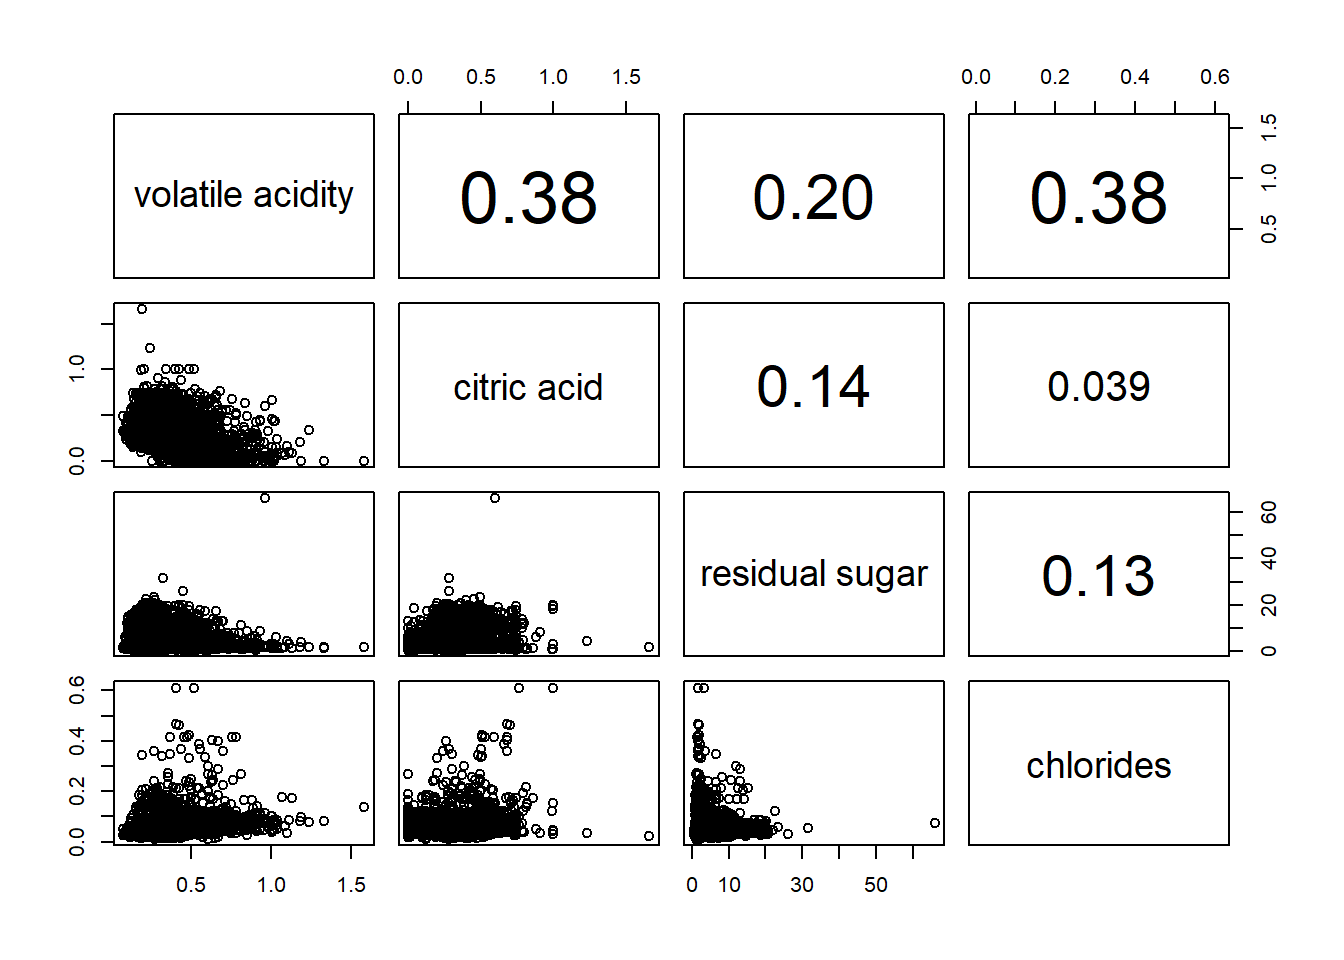 0.0 0.5 1.0 1.5 0.0 0.2 0.4 0.6
volatile acidity 0.38 0.20 0.38
0.5 1.0 1.5
0.0 1.0
citric acid 0.14 0.039
residual sugar 0.13
0 20 40 60
0.0 0.2 0.4 0.6
chlorides
0.5 1.0 1.5 0 10 30 50